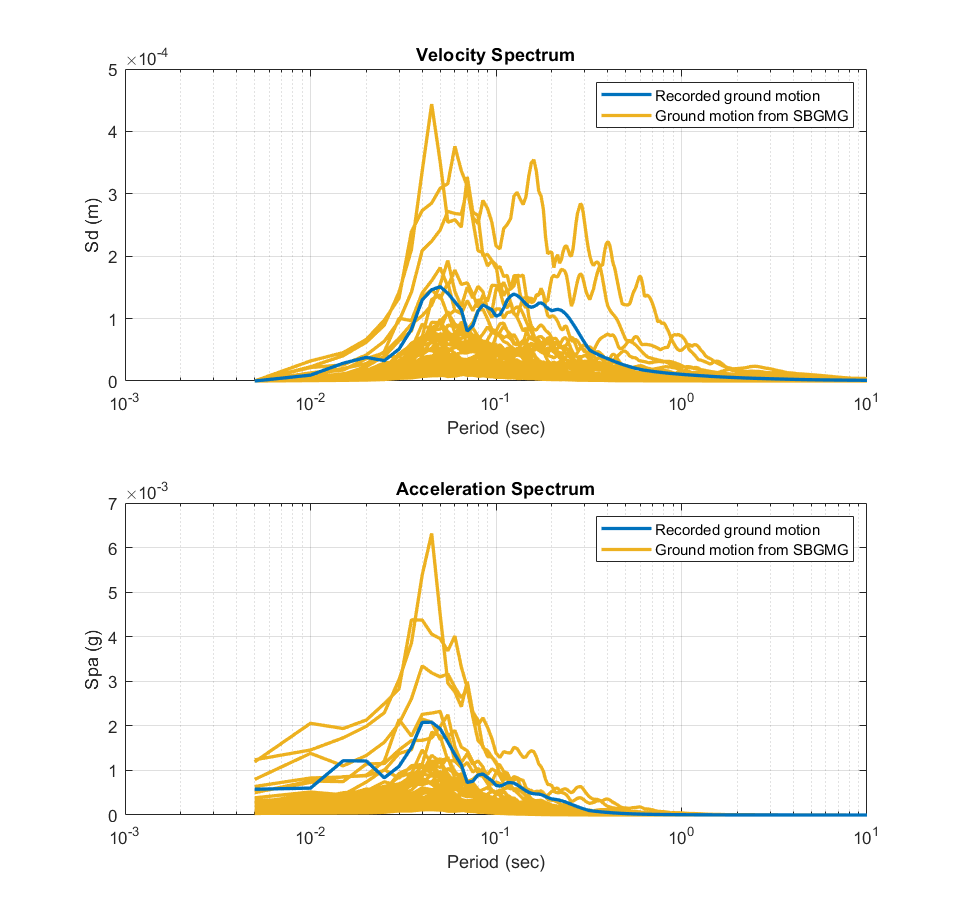 Velocity Spectrum
×10⁻⁴
5
4
3
2
1
0
Sd (m)
Recorded ground motion
Ground motion from SBGMG
10⁻³ 10⁻² 10⁻¹ 10⁰ 10¹
Period (sec)
Acceleration Spectrum
×10⁻³
7
6
5
4
3
2
1
0
Spa (g)
Recorded ground motion
Ground motion from SBGMG
10⁻³ 10⁻² 10⁻¹ 10⁰ 10¹
Period (sec)